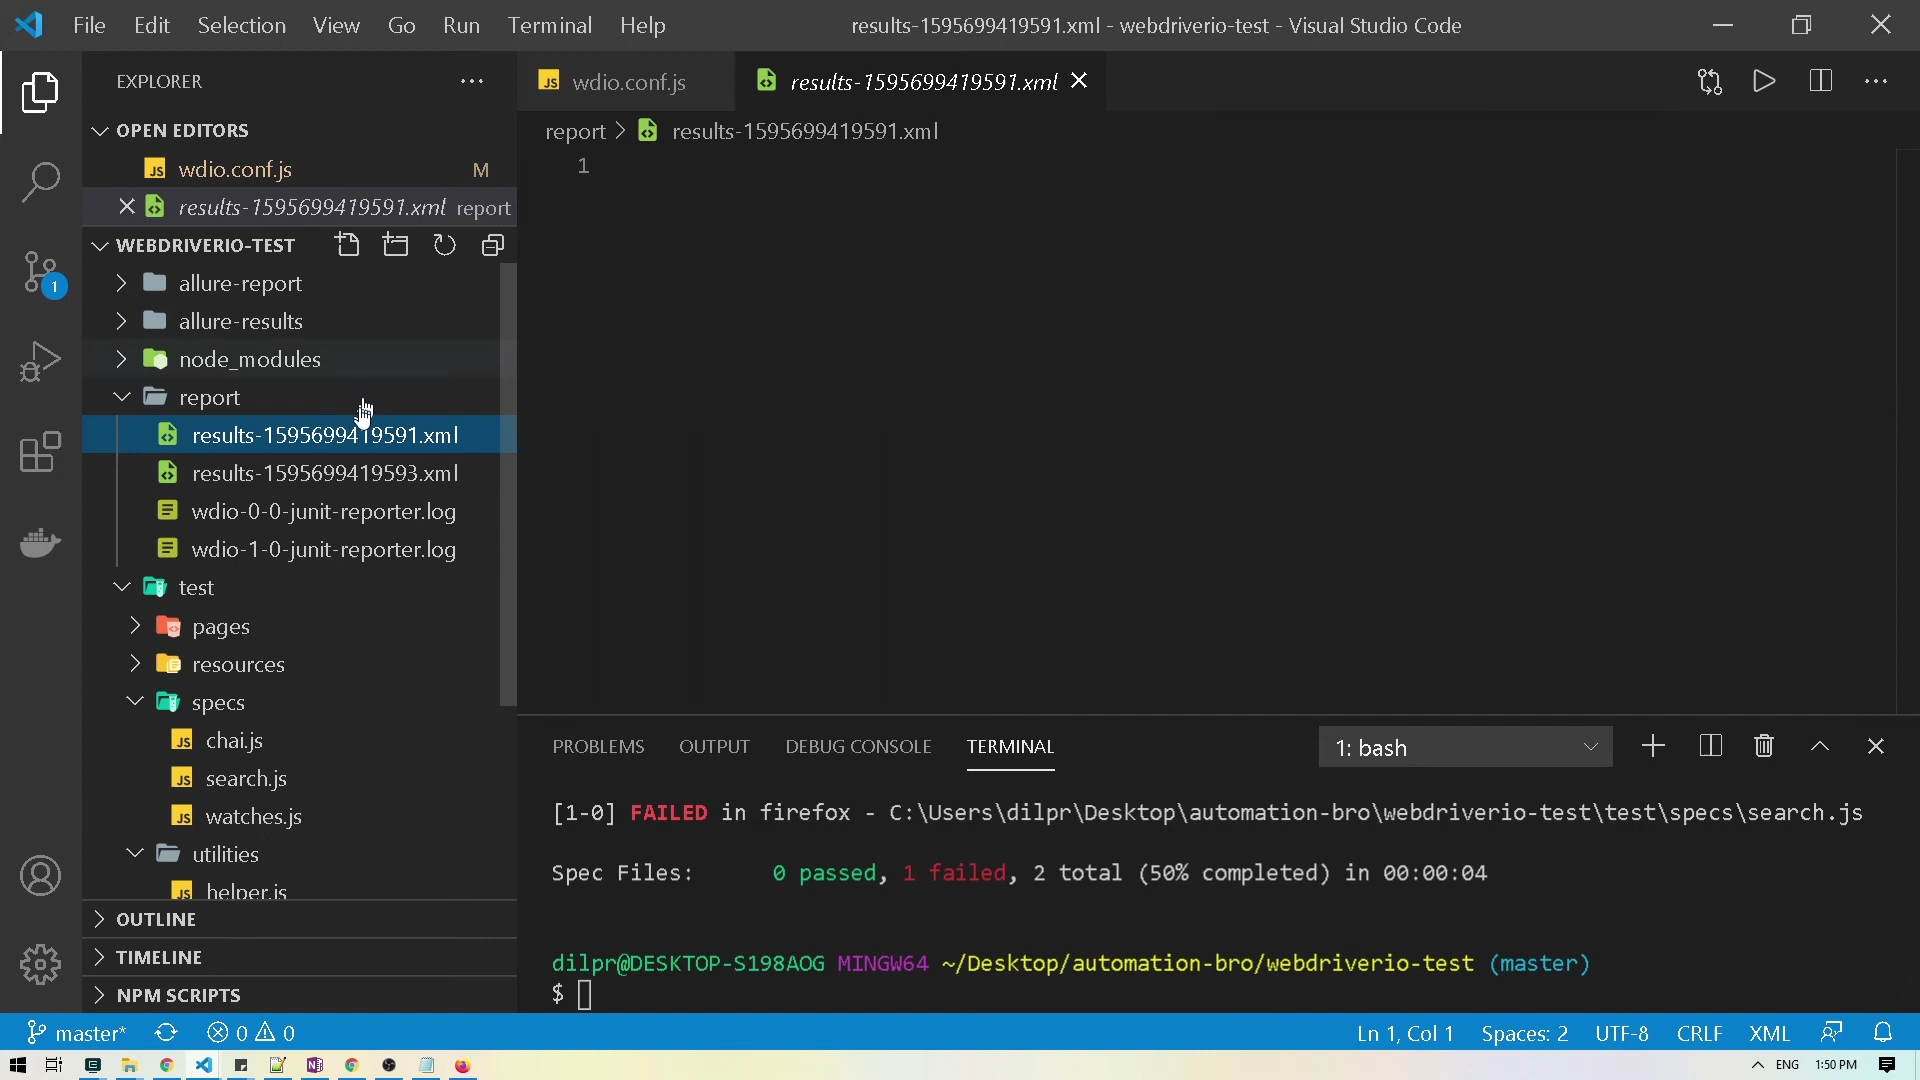 File Edit Selection View Go Run Terminal Help results-1595699419591.xml - webdriverio-test - Visual Studio Code
EXPLORER
wdio.conf.js results-1595699419591.xml
OPEN EDITORS
report results-1595699419591.xml
1
wdio.conf.js M
results-1595699419591.xml report
WEBDRIVERIO-TEST
1
allure-report
allure-results
node_modules
report
results-1595699419591.xml
results-1595699419593.xml
wdio-0-0-junit-reporter.log
wdio-1-0-junit-reporter.log
test
pages
resources
specs
chai.js
search.js
watches.js
utilities
helper.js
OUTLINE
TIMELINE
NPM SCRIPTS
PROBLEMS OUTPUT DEBUG CONSOLE TERMINAL 1: bash
[1-0] FAILED in firefox - C:\Users\dilpr\Desktop\automation-bro\webdriverio-test\test\specs\search.js
Spec Files: 0 passed, 1 failed, 2 total (50% completed) in 00:00:04
dilpr@DESKTOP-S198AOG MINGW64 ~/Desktop/automation-bro/webdriverio-test (master)
$
master* 0 0 Ln 1, Col 1 Spaces: 2 UTF-8 CRLF XML
ENG 1:50 PM